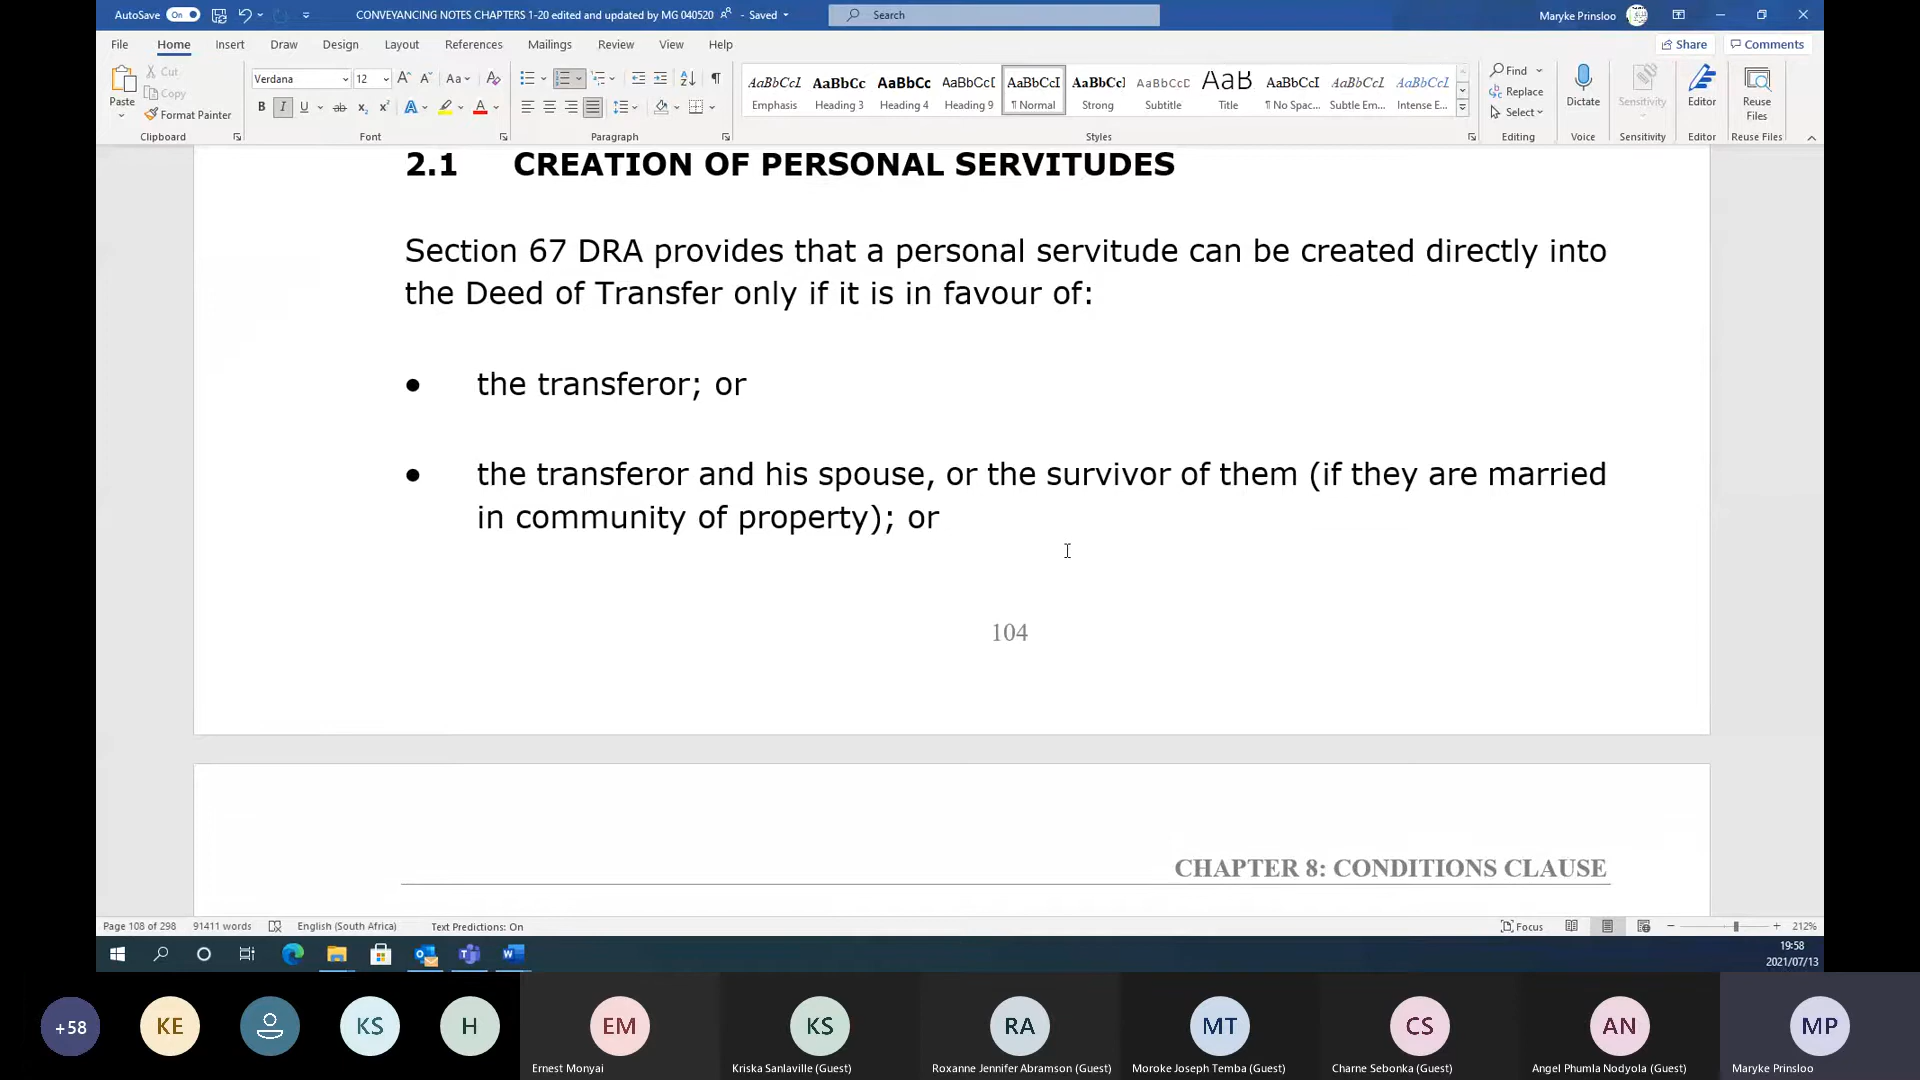 AutoSave On CONVEYANCING NOTES CHAPTERS 1-20 edited and updated by MG 040520 - Saved Search Maryke Prinsloo
File Home Insert Draw Design Layout References Mailings Review View Help Share Comments
Paste Cut Copy Format Painter
Clipboard
Verdana 12
Font
Paragraph
AaBbCcI Emphasis
AaBbCc Heading 3
AaBbCc Heading 4
AaBbCcD Heading 9
AaBbCcI ¶ Normal
AaBbCcI Strong
AaBbCcD Subtitle
AaB Title
AaBbCcI ¶ No Spac...
AaBbCcI Subtle Em...
AaBbCcI Intense E...
Styles
Find
Replace
Select
Editing
Dictate
Voice
Sensitivity
Sensitivity
Editor
Editor
Reuse Files
Reuse Files
2.1 CREATION OF PERSONAL SERVITUDES
Section 67 DRA provides that a personal servitude can be created directly into
the Deed of Transfer only if it is in favour of:
• the transferor; or
• the transferor and his spouse, or the survivor of them (if they are married
in community of property); or
104
CHAPTER 8: CONDITIONS CLAUSE
Page 108 of 298 91411 words English (South Africa) Text Predictions: On Focus 212%
19:58
2021/07/13
+58 KE KS H EM KS RA MT CS AN MP
Ernest Monyai Kriska Sanlaville (Guest) Roxanne Jennifer Abramson (Guest) Moroke Joseph Temba (Guest) Charne Sebonka (Guest) Angel Phumla Nodyola (Guest) Maryke Prinsloo